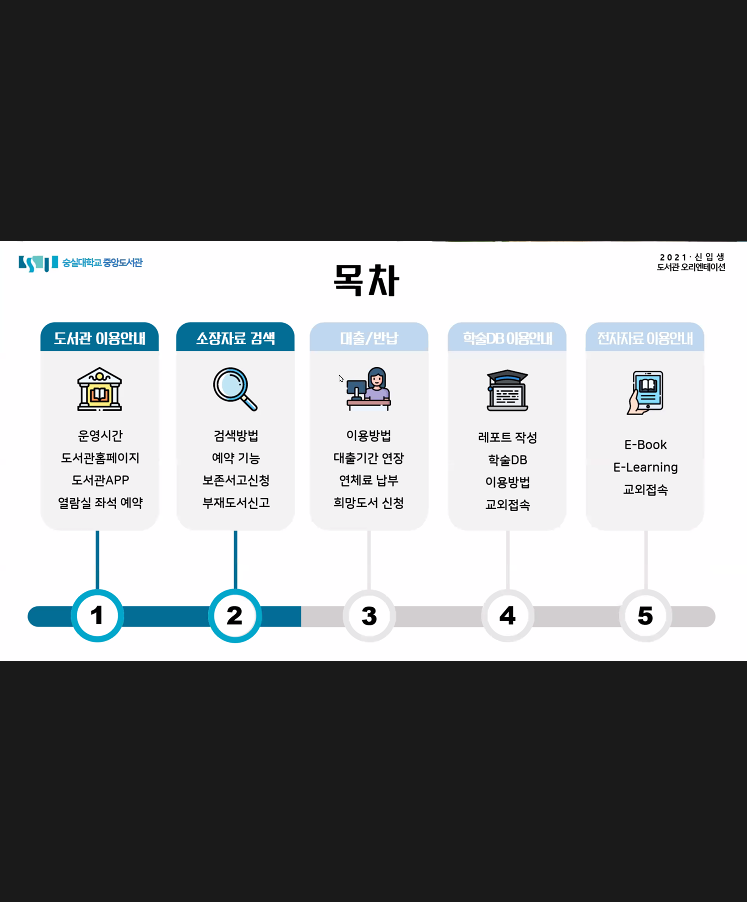 숭실대학교 중앙도서관
2021·신입생
도서관 오리엔테이션
목차
도서관 이용안내
운영시간
도서관홈페이지
도서관APP
열람실 좌석 예약
1
소장자료 검색
검색방법
예약 기능
보존서고신청
부재도서신고
2
대출/반납
이용방법
대출기간 연장
연체료 납부
희망도서 신청
3
학술DB 이용안내
레포트 작성
학술DB
이용방법
교외접속
4
전자자료 이용안내
E-Book
E-Learning
교외접속
5